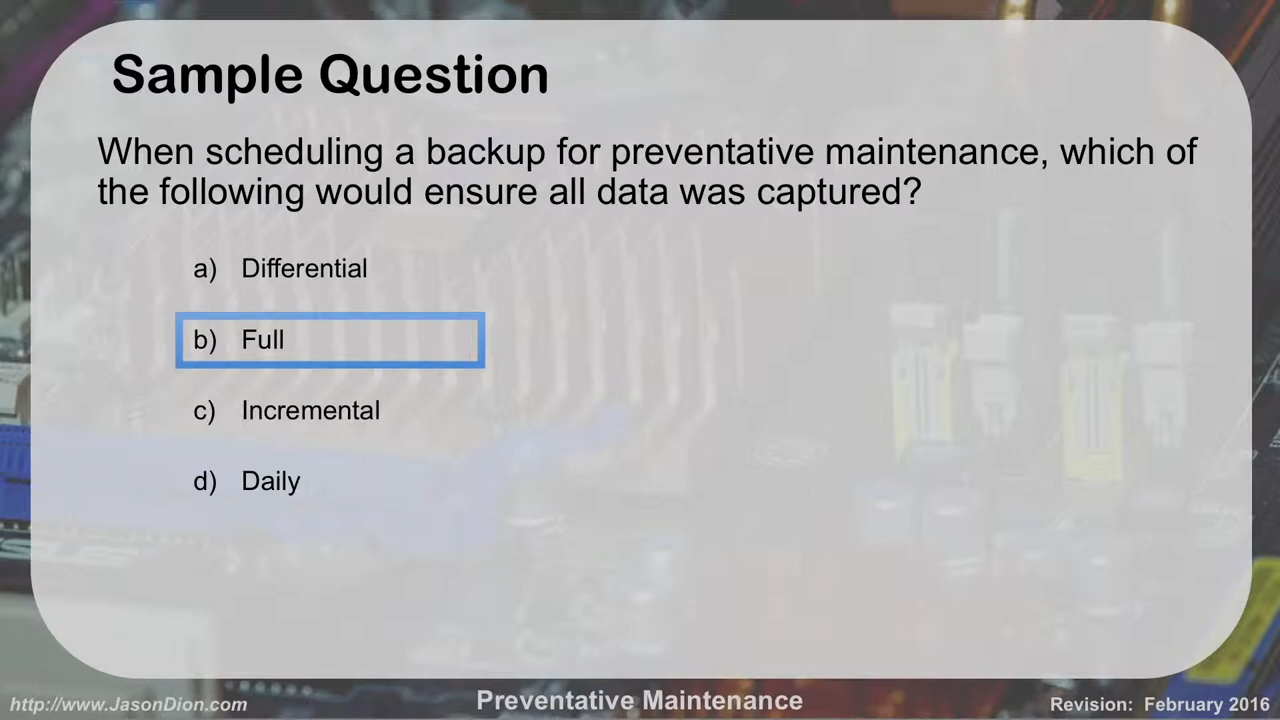 Sample Question
When scheduling a backup for preventative maintenance, which of
the following would ensure all data was captured?
a) Differential
b) Full
c) Incremental
d) Daily
http://www.JasonDion.com
Preventative Maintenance
Revision: February 2016